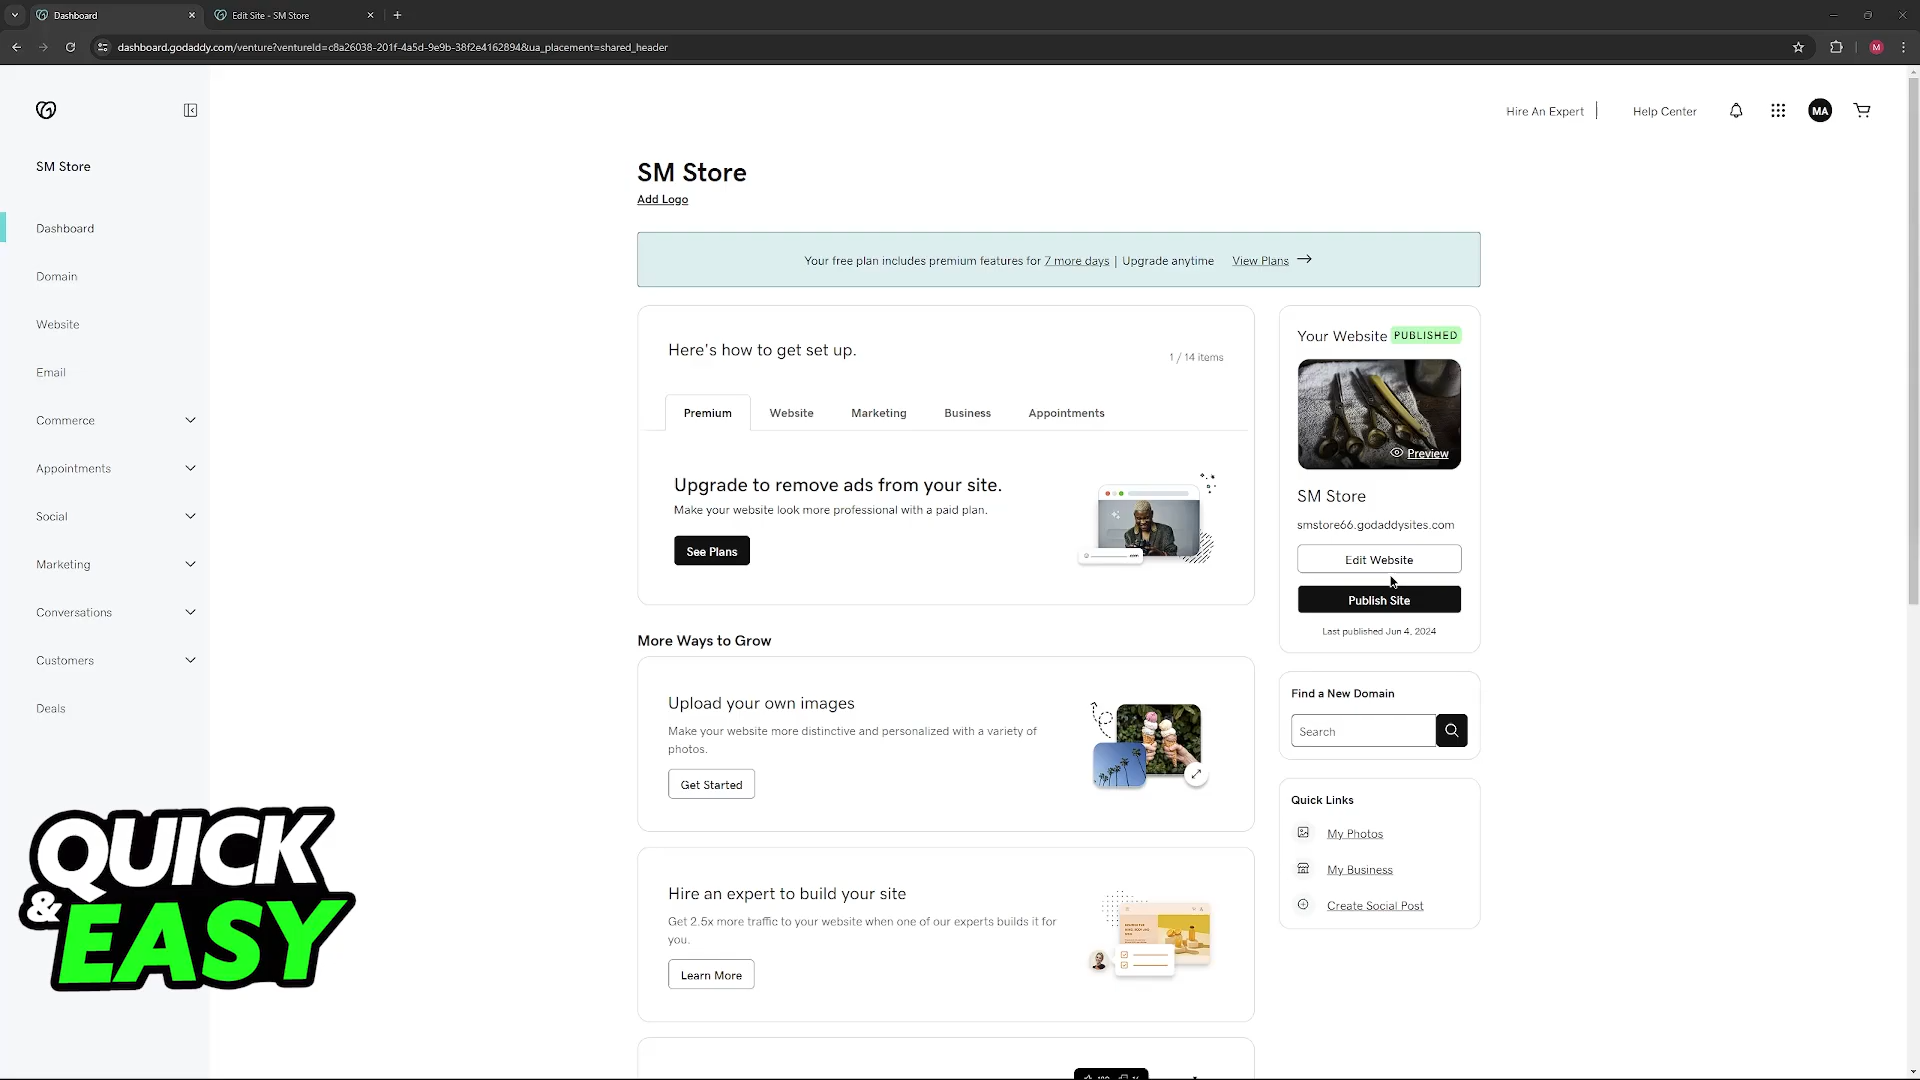 Dashboard
Edit Site - SM Store
dashboard.godaddy.com/venture?ventureId=c8a26038-201f-4a5d-9e9b-38f2e4162894&ua_placement=shared_header
M
Hire An Expert
Help Center
MA
SM Store
Dashboard
Domain
Website
Email
Commerce
Appointments
Social
Marketing
Conversations
Customers
Deals
SM Store
Add Logo
Your free plan includes premium features for 7 more days | Upgrade anytime View Plans
Here's how to get set up.
1 / 14 items
Premium Website Marketing Business Appointments
Upgrade to remove ads from your site.
Make your website look more professional with a paid plan.
See Plans
More Ways to Grow
Upload your own images
Make your website more distinctive and personalized with a variety of
photos.
Get Started
Hire an expert to build your site
Get 2.5x more traffic to your website when one of our experts builds it for
you.
Learn More
Your Website PUBLISHED
Preview
SM Store
smstore66.godaddysites.com
Edit Website
Publish Site
Last published Jun 4, 2024
Find a New Domain
Search
Quick Links
My Photos
My Business
Create Social Post
QUICK
& EASY